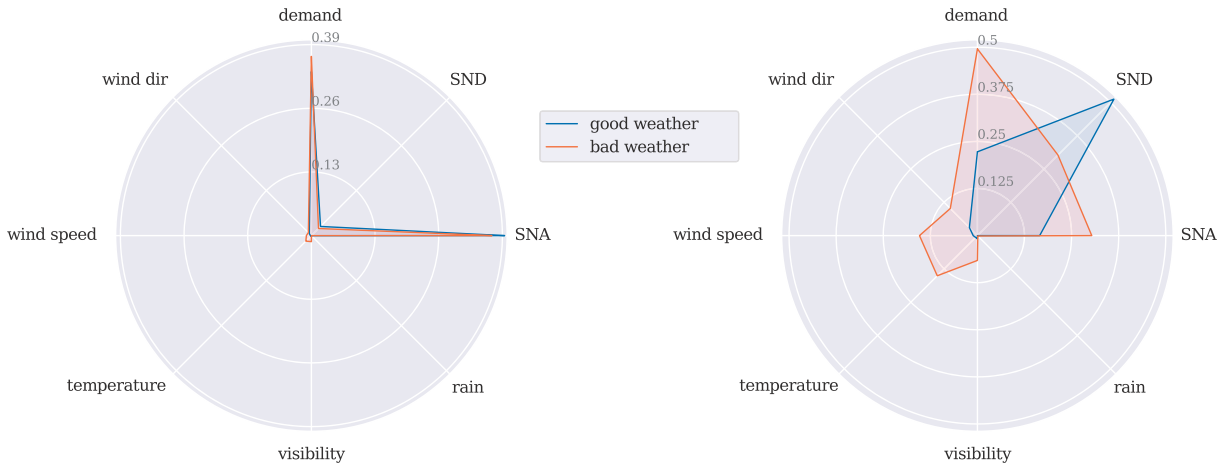 demand
0.39
SND
wind dir
0.26
0.13
wind speed
SNA
temperature
rain
visibility
good weather
bad weather
demand
0.5
SND
wind dir
0.375
0.25
0.125
wind speed
SNA
temperature
rain
visibility